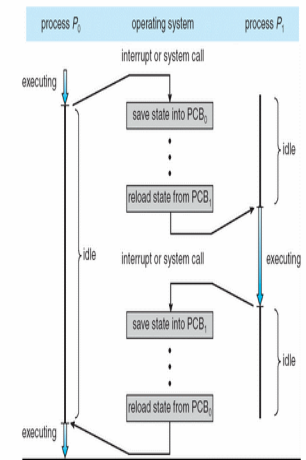 process P0 operating system process P1
interrupt or system call
executing
save state into PCB0
idle
reload state from PCB1
idle
interrupt or system call
executing
save state into PCB1
idle
reload state from PCB0
executing